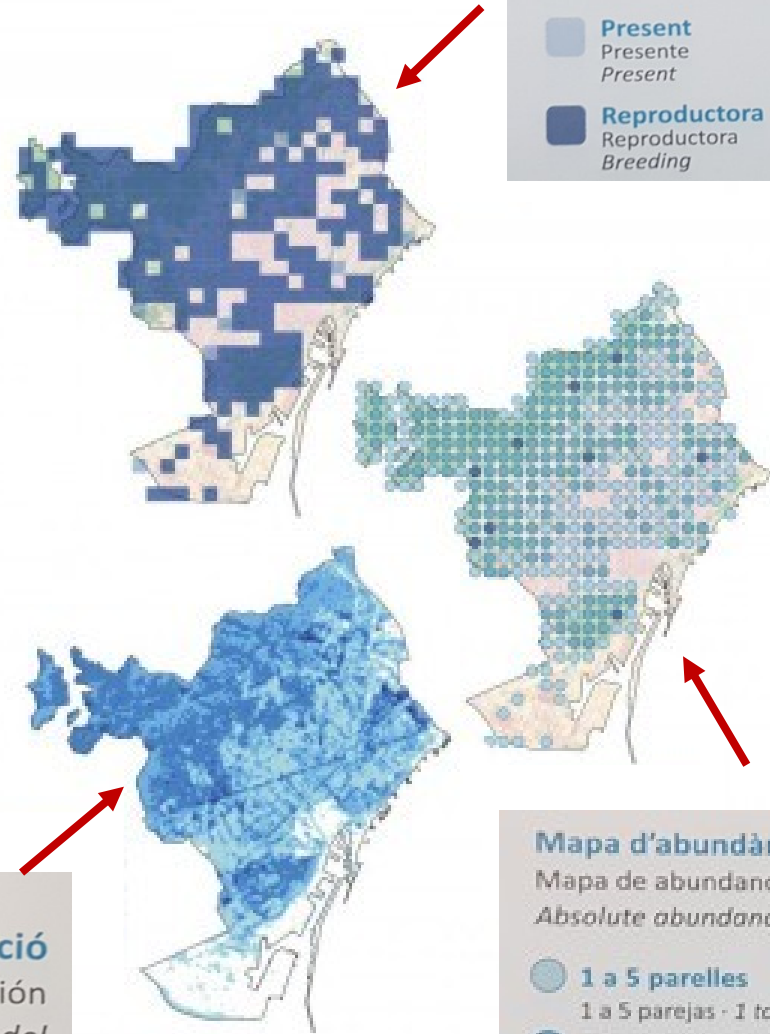 Present
Presente
Present
Reproductora
Reproductora
Breeding
Mapa d'abundàn
Mapa de abundanc
Absolute abundanc
1 a 5 parelles
1 a 5 parejas · 1 to
ció
ión
del